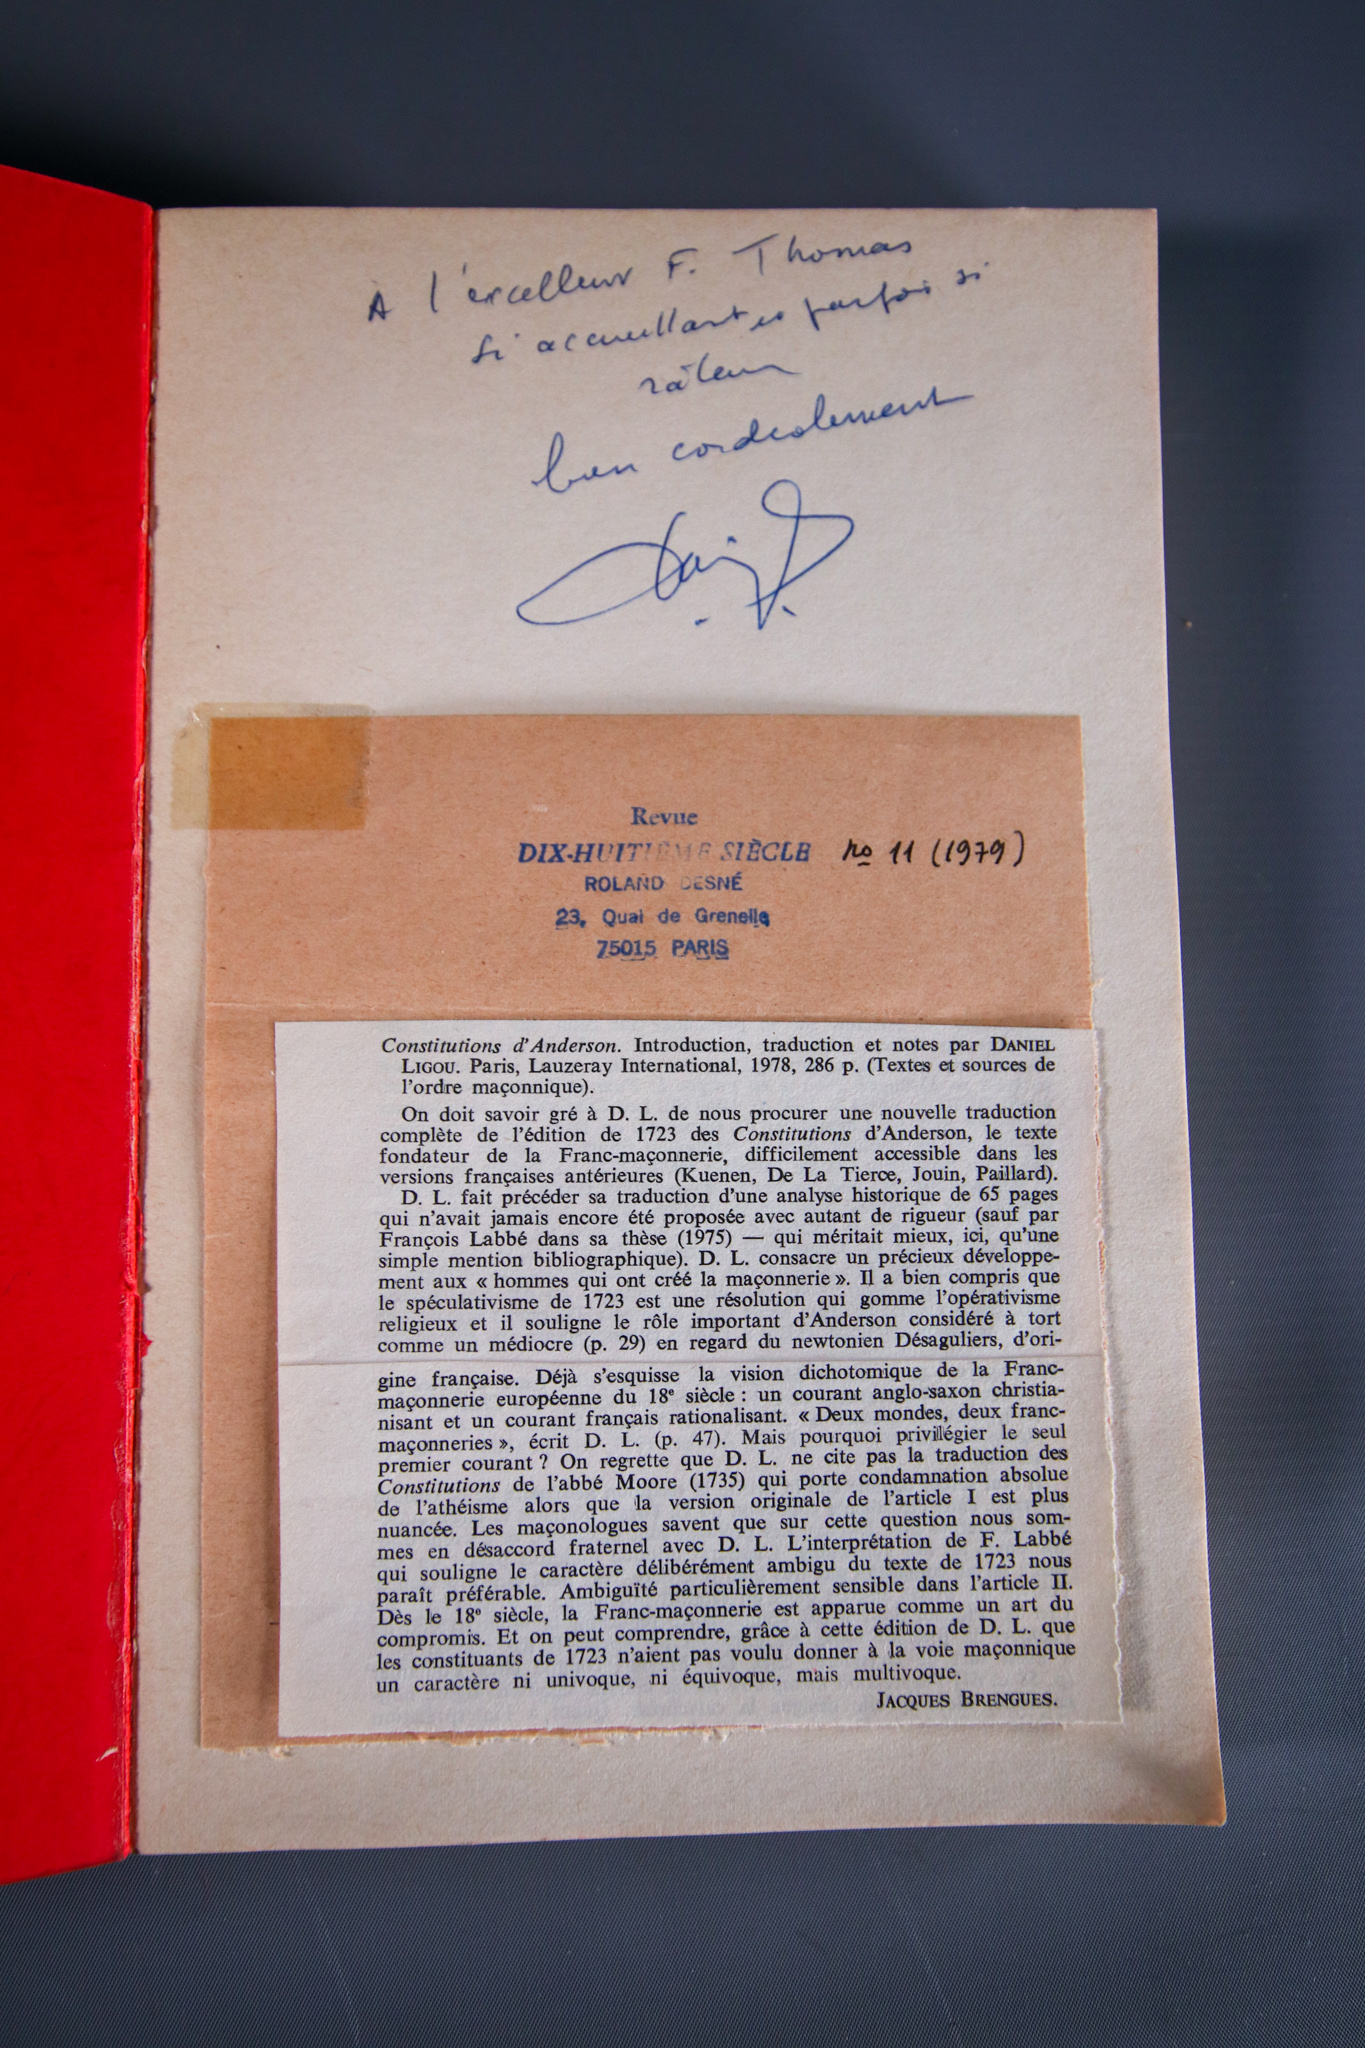 A l'excellent F. Thomas
si accueillant et parfois si
râleur
bien cordialement
Revue
DIX-HUITIÈME SIÈCLE no 11 (1979)
ROLAND DESNÉ
23, Quai de Grenelle
75015 PARIS
Constitutions d'Anderson. Introduction, traduction et notes par DANIEL
LIGOU. Paris, Lauzeray International, 1978, 286 p. (Textes et sources de
l'ordre maçonnique).
On doit savoir gré à D. L. de nous procurer une nouvelle traduction
complète de l'édition de 1723 des Constitutions d'Anderson, le texte
fondateur de la Franc-maçonnerie, difficilement accessible dans les
versions françaises antérieures (Kuenen, De La Tierce, Jouin, Paillard).
D. L. fait précéder sa traduction d'une analyse historique de 65 pages
qui n'avait jamais encore été proposée avec autant de rigueur (sauf par
François Labbé dans sa thèse (1975) — qui méritait mieux, ici, qu'une
simple mention bibliographique). D. L. consacre un précieux développe-
ment aux « hommes qui ont créé la maçonnerie ». Il a bien compris que
le spéculativisme de 1723 est une résolution qui gomme l'opérativisme
religieux et il souligne le rôle important d'Anderson considéré à tort
comme un médiocre (p. 29) en regard du newtonien Désaguliers, d'ori-
gine française. Déjà s'esquisse la vision dichotomique de la Franc-
maçonnerie européenne du 18e siècle : un courant anglo-saxon christia-
nisant et un courant français rationalisant. « Deux mondes, deux franc-
maçonneries », écrit D. L. (p. 47). Mais pourquoi privilégier le seul
premier courant ? On regrette que D. L. ne cite pas la traduction des
Constitutions de l'abbé Moore (1735) qui porte condamnation absolue
de l'athéisme alors que la version originale de l'article I est plus
nuancée. Les maçonologues savent que sur cette question nous som-
mes en désaccord fraternel avec D. L. L'interprétation de F. Labbé
qui souligne le caractère délibérément ambigu du texte de 1723 nous
paraît préférable. Ambiguïté particulièrement sensible dans l'article II.
Dès le 18e siècle, la Franc-maçonnerie est apparue comme un art du
compromis. Et on peut comprendre, grâce à cette édition de D. L. que
les constituants de 1723 n'aient pas voulu donner à la voie maçonnique
un caractère ni univoque, ni équivoque, mais multivoque.
JACQUES BRENGUES.